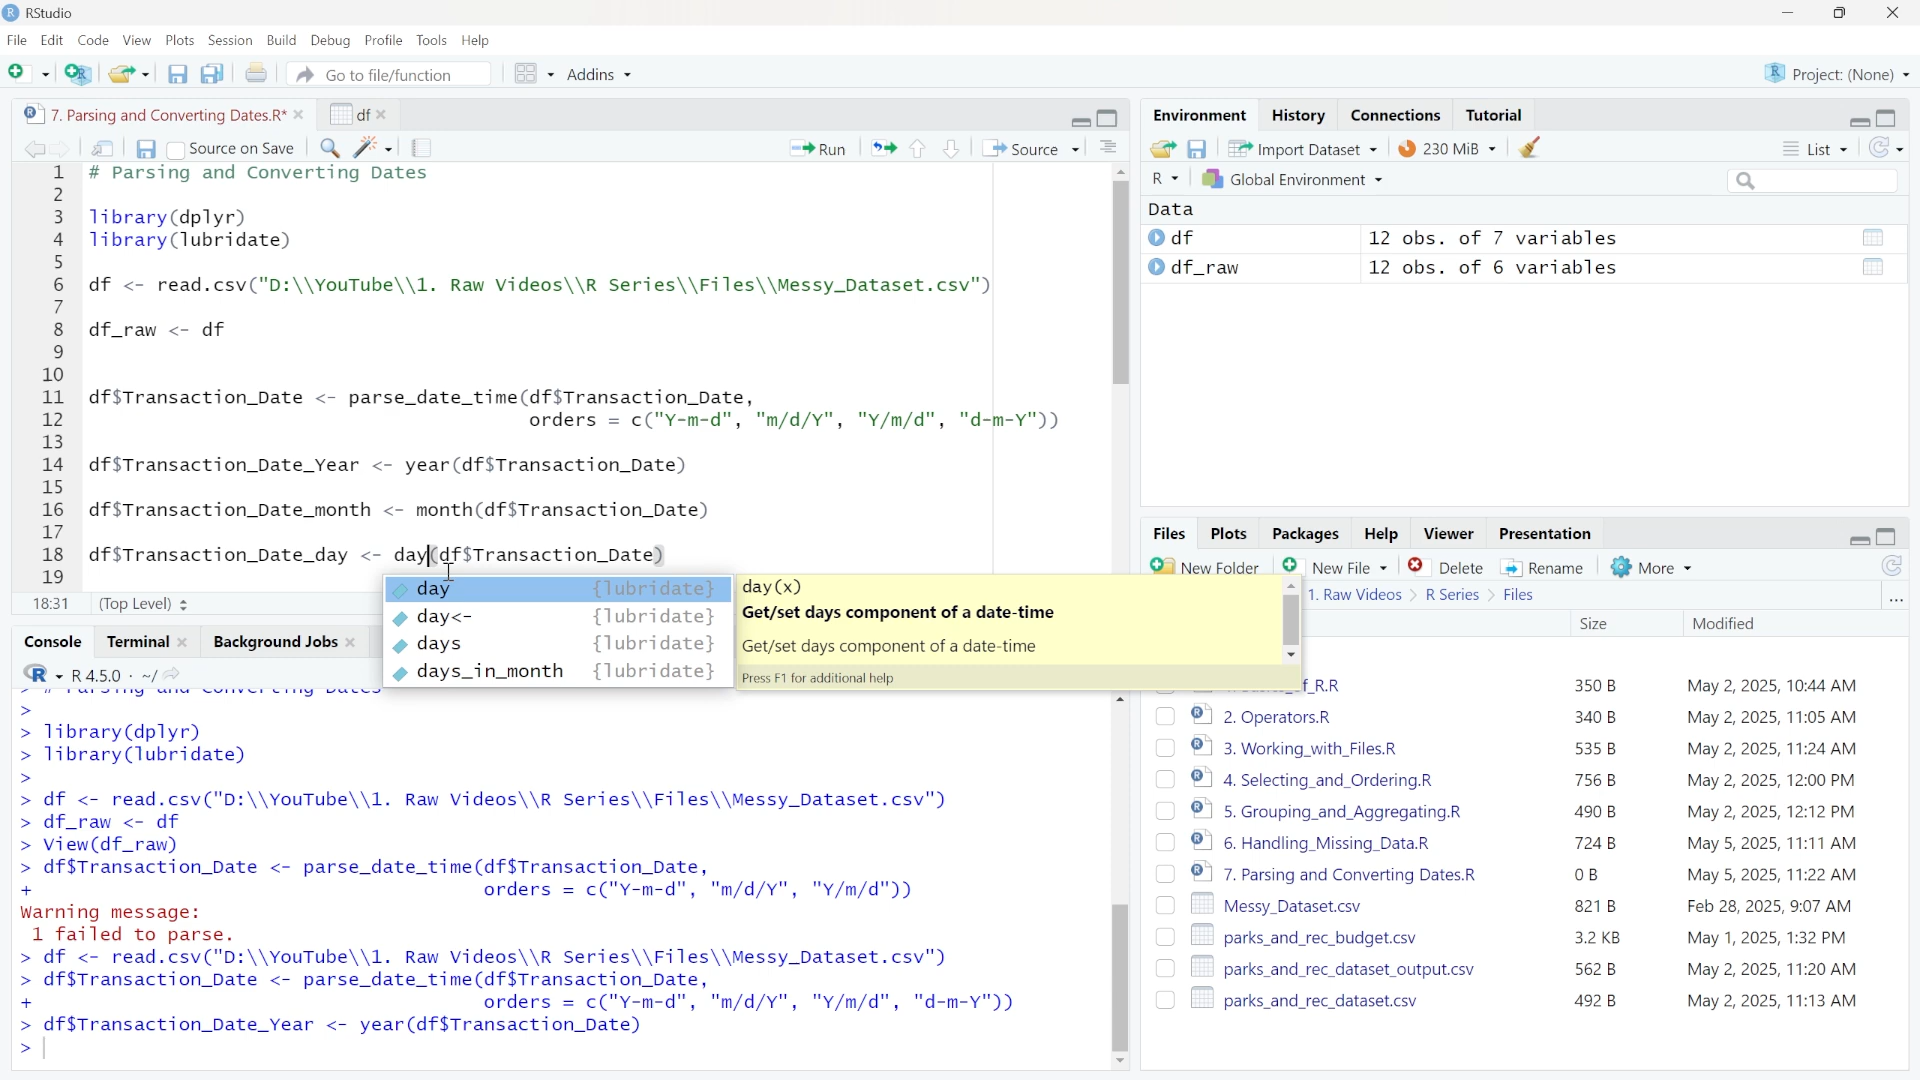 RStudio
File Edit Code View Plots Session Build Debug Profile Tools Help
Go to file/function Addins Project: (None)
7. Parsing and Converting Dates.R* df
Source on Save Run Source
1 # Parsing and Converting Dates
2
3 library(dplyr)
4 library(lubridate)
5
6 df <- read.csv("D:\\YouTube\\1. Raw Videos\\R Series\\Files\\Messy_Dataset.csv")
7
8 df_raw <- df
9
10
11 df$Transaction_Date <- parse_date_time(df$Transaction_Date,
12 orders = c("Y-m-d", "m/d/Y", "Y/m/d", "d-m-Y"))
13
14 df$Transaction_Date_Year <- year(df$Transaction_Date)
15
16 df$Transaction_Date_month <- month(df$Transaction_Date)
17
18 df$Transaction_Date_day <- day(df$Transaction_Date)
19
18:31 (Top Level)
day {lubridate}
day<- {lubridate}
days {lubridate}
days_in_month {lubridate}
day(x)
Get/set days component of a date-time
Get/set days component of a date-time
Press F1 for additional help
Console Terminal Background Jobs
R 4.5.0 · ~/
>
> library(dplyr)
> library(lubridate)
>
> df <- read.csv("D:\\YouTube\\1. Raw Videos\\R Series\\Files\\Messy_Dataset.csv")
> df_raw <- df
> View(df_raw)
> df$Transaction_Date <- parse_date_time(df$Transaction_Date,
+ orders = c("Y-m-d", "m/d/Y", "Y/m/d"))
Warning message:
1 failed to parse.
> df <- read.csv("D:\\YouTube\\1. Raw Videos\\R Series\\Files\\Messy_Dataset.csv")
> df$Transaction_Date <- parse_date_time(df$Transaction_Date,
+ orders = c("Y-m-d", "m/d/Y", "Y/m/d", "d-m-Y"))
> df$Transaction_Date_Year <- year(df$Transaction_Date)
>
Environment History Connections Tutorial
Import Dataset 230 MiB List
R Global Environment
Data
df 12 obs. of 7 variables
df_raw 12 obs. of 6 variables
Files Plots Packages Help Viewer Presentation
New Folder New File Delete Rename More
1. Raw Videos R Series Files ...
Size Modified
f_R.R 350 B May 2, 2025, 10:44 AM
2. Operators.R 340 B May 2, 2025, 11:05 AM
3. Working_with_Files.R 535 B May 2, 2025, 11:24 AM
4. Selecting_and_Ordering.R 756 B May 2, 2025, 12:00 PM
5. Grouping_and_Aggregating.R 490 B May 2, 2025, 12:12 PM
6. Handling_Missing_Data.R 724 B May 5, 2025, 11:11 AM
7. Parsing and Converting Dates.R 0 B May 5, 2025, 11:22 AM
Messy_Dataset.csv 821 B Feb 28, 2025, 9:07 AM
parks_and_rec_budget.csv 3.2 KB May 1, 2025, 1:32 PM
parks_and_rec_dataset_output.csv 562 B May 2, 2025, 11:20 AM
parks_and_rec_dataset.csv 492 B May 2, 2025, 11:13 AM